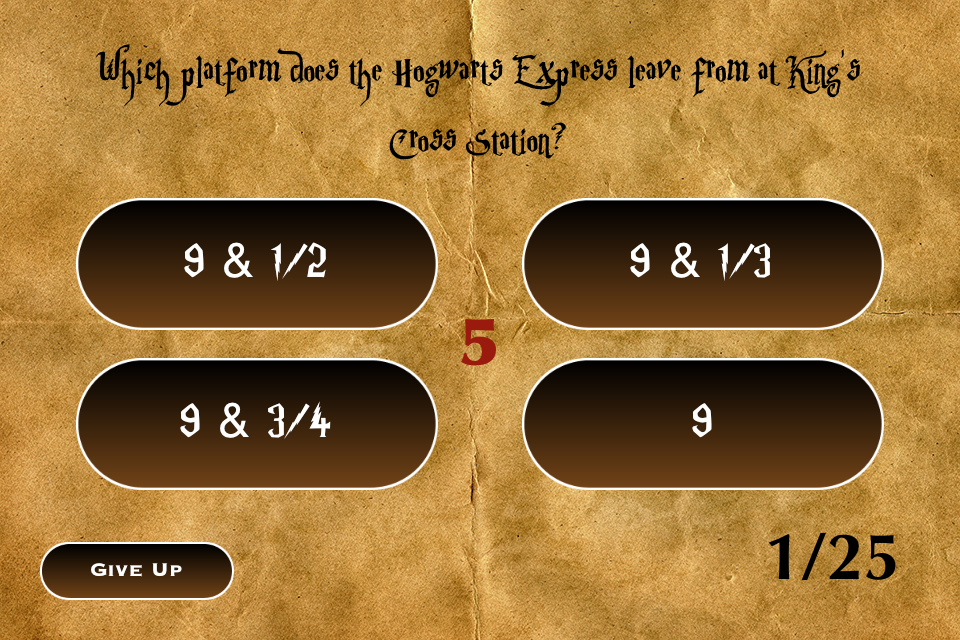 Which platform does the Hogwarts Express leave from at King's
Cross Station?
9 & 1/2
9 & 1/3
5
9 & 3/4
9
Give Up
1/25